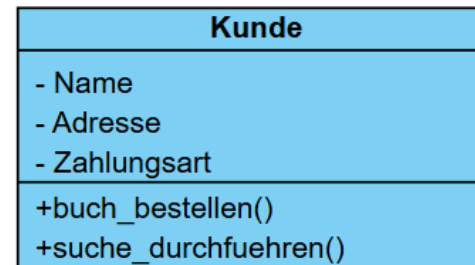 Kunde
- Name
- Adresse
- Zahlungsart
+buch_bestellen()
+suche_durchfuehren()